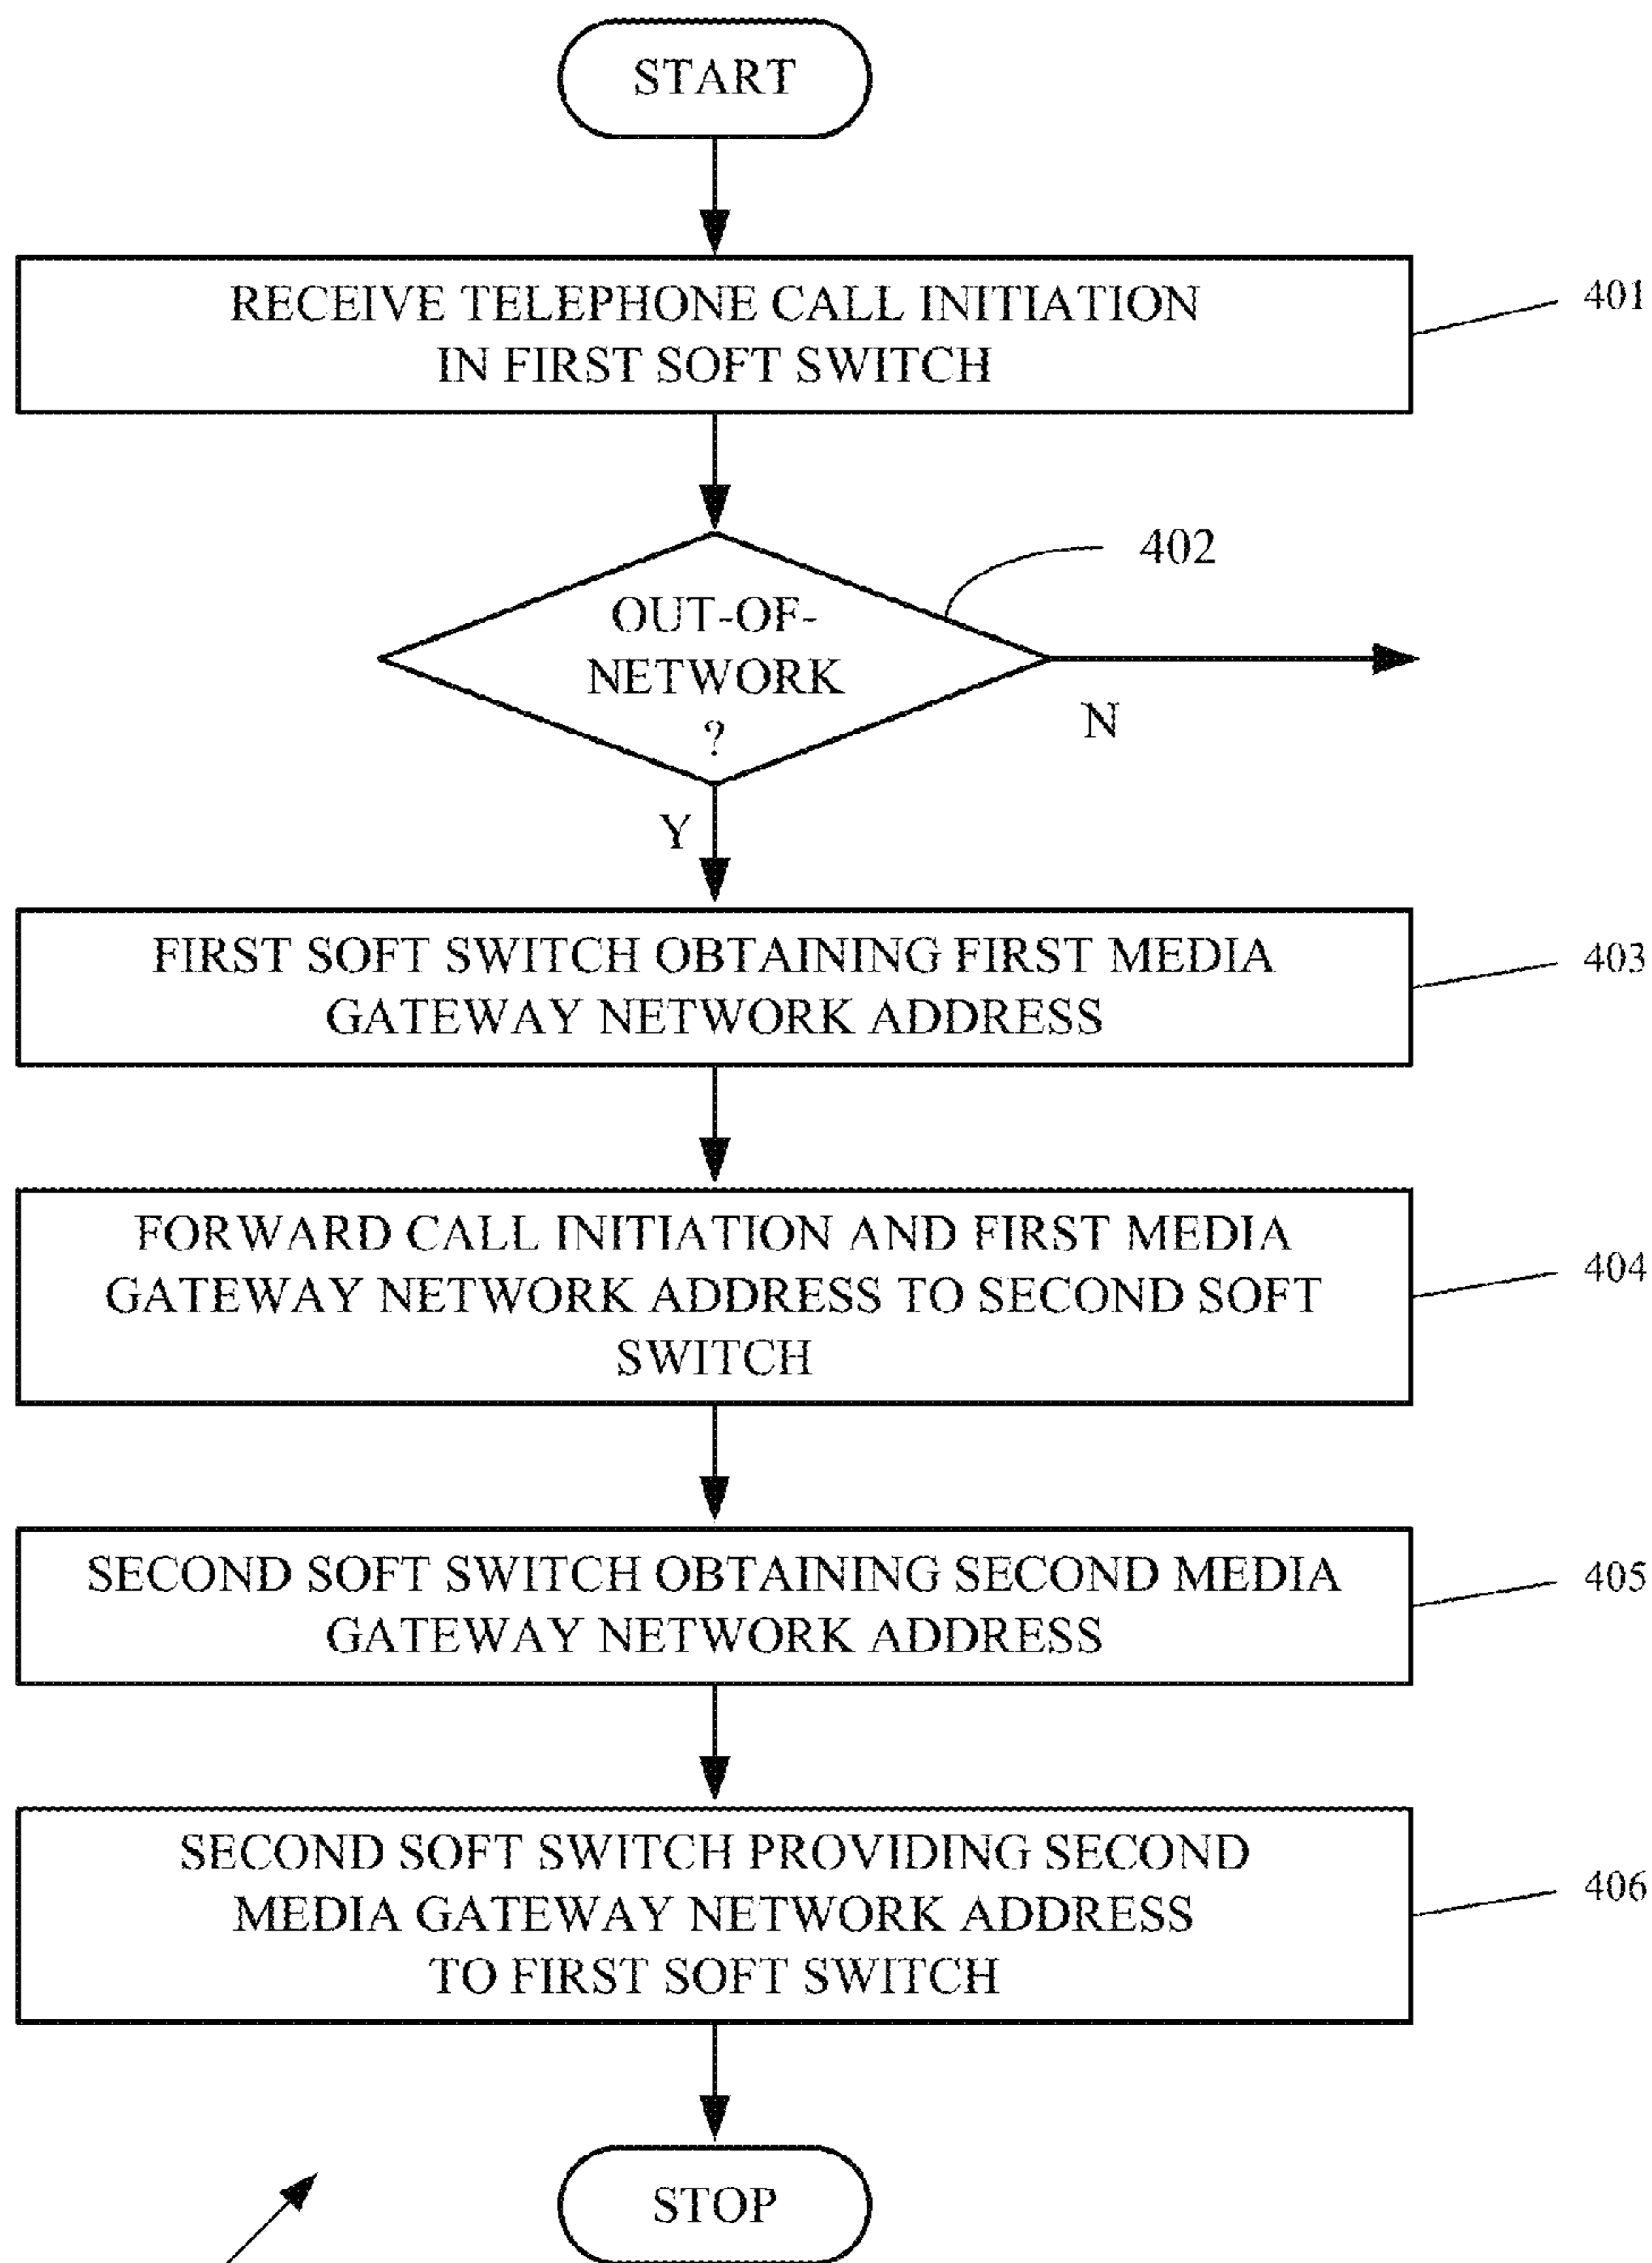 START
RECEIVE TELEPHONE CALL INITIATION
IN FIRST SOFT SWITCH
401
402
OUT-OF-
NETWORK
?
N
Y
FIRST SOFT SWITCH OBTAINING FIRST MEDIA
GATEWAY NETWORK ADDRESS
403
FORWARD CALL INITIATION AND FIRST MEDIA
GATEWAY NETWORK ADDRESS TO SECOND SOFT
SWITCH
404
SECOND SOFT SWITCH OBTAINING SECOND MEDIA
GATEWAY NETWORK ADDRESS
405
SECOND SOFT SWITCH PROVIDING SECOND
MEDIA GATEWAY NETWORK ADDRESS
TO FIRST SOFT SWITCH
406
STOP